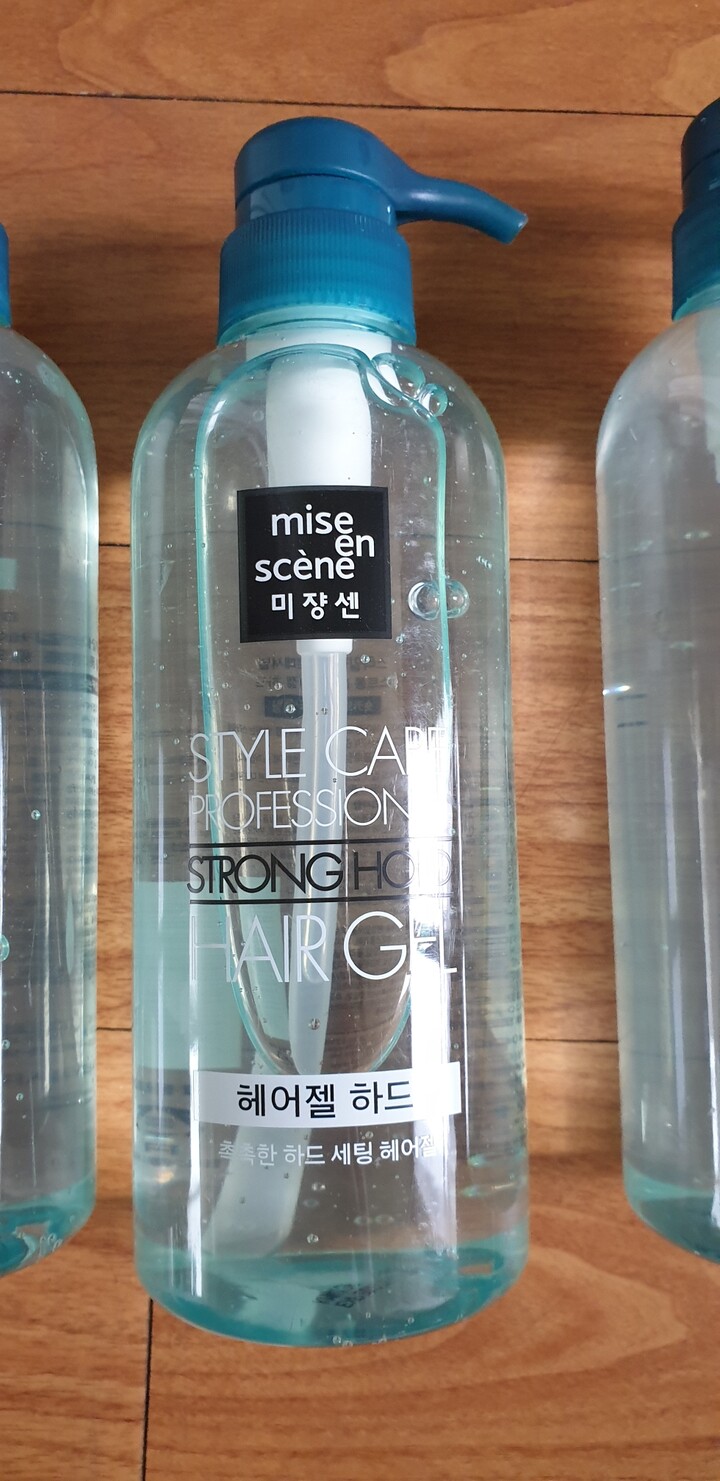 mise
en
scène
미쟝센
STYLE CARE
PROFESSIONAL
STRONG HOLD
HAIR GEL
헤어젤 하드
촉촉한 하드 세팅 헤어젤